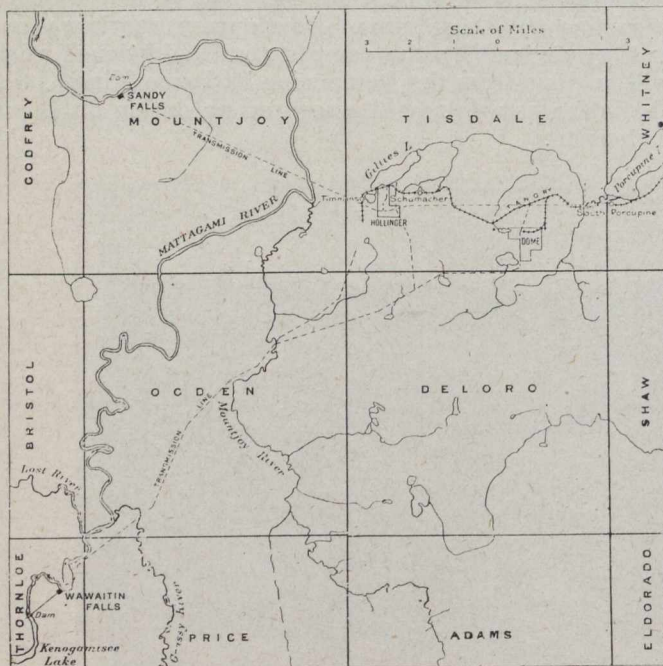 Scale of Miles
3 2 1 0 3
GODFREY
Dam
SANDY
FALLS
MOUNTJOY
TISDALE
WHITNEY
TRANSMISSION
LINE
Gillies L.
Porcupine
Timmins
Schumacher
HOLLINGER
T. & N.O. RY
South Porcupine
DOME
MATTAGAMI RIVER
BRISTOL
OGDEN
DELORO
SHAW
TRANSMISSION
LINE
Mountjoy
River
Lost River
THORNLOE
WAWAITIN
FALLS
Dam
Kenogamisee
Lake
River
PRICE
ADAMS
ELDORADO